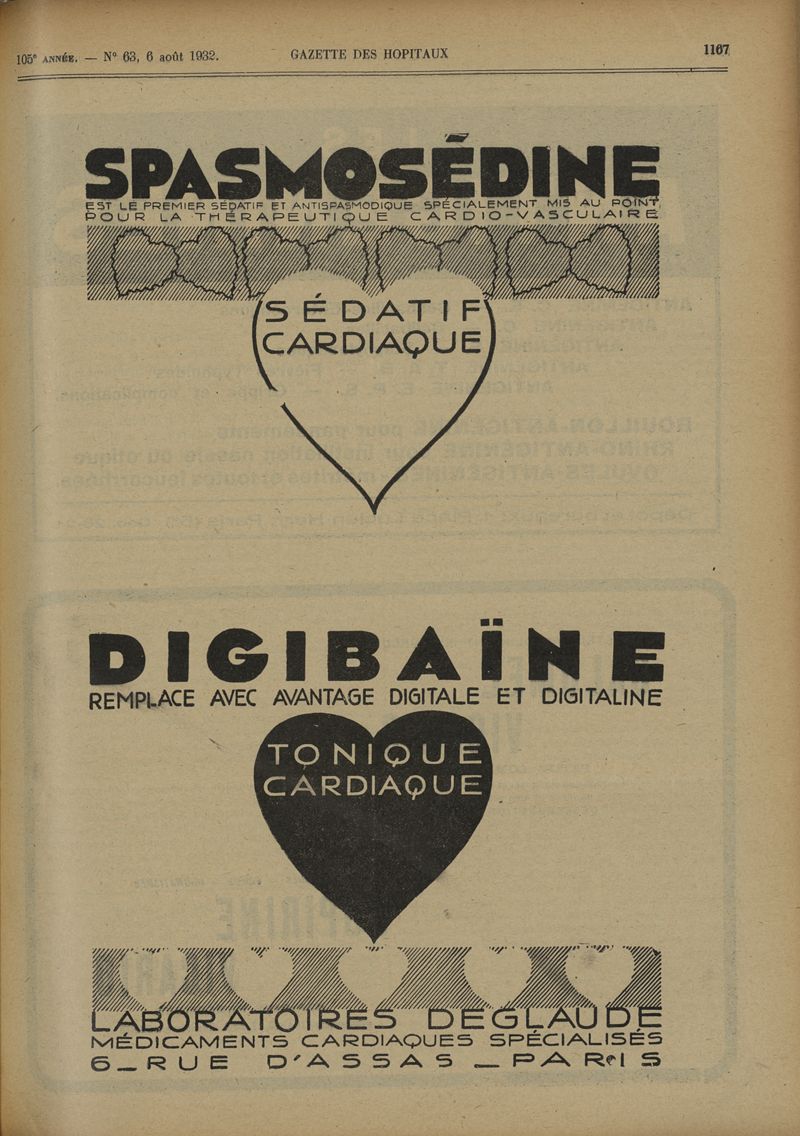 105e ANNÉE. — N° 63, 6 août 1932.
GAZETTE DES HOPITAUX
1167
SPASMOSÉDINE
EST LE PREMIER SÉDATIF ET ANTISPASMODIQUE SPÉCIALEMENT MIS AU POINT
POUR LA THÉRAPEUTIQUE CARDIO-VASCULAIRE
SÉDATIF
CARDIAQUE
DIGIBAÏNE
REMPLACE AVEC AVANTAGE DIGITALE ET DIGITALINE
TONIQUE
CARDIAQUE
LABORATOIRES DEGLAUDE
MÉDICAMENTS CARDIAQUES SPÉCIALISÉS
6_RUE D'ASSAS_PARIS